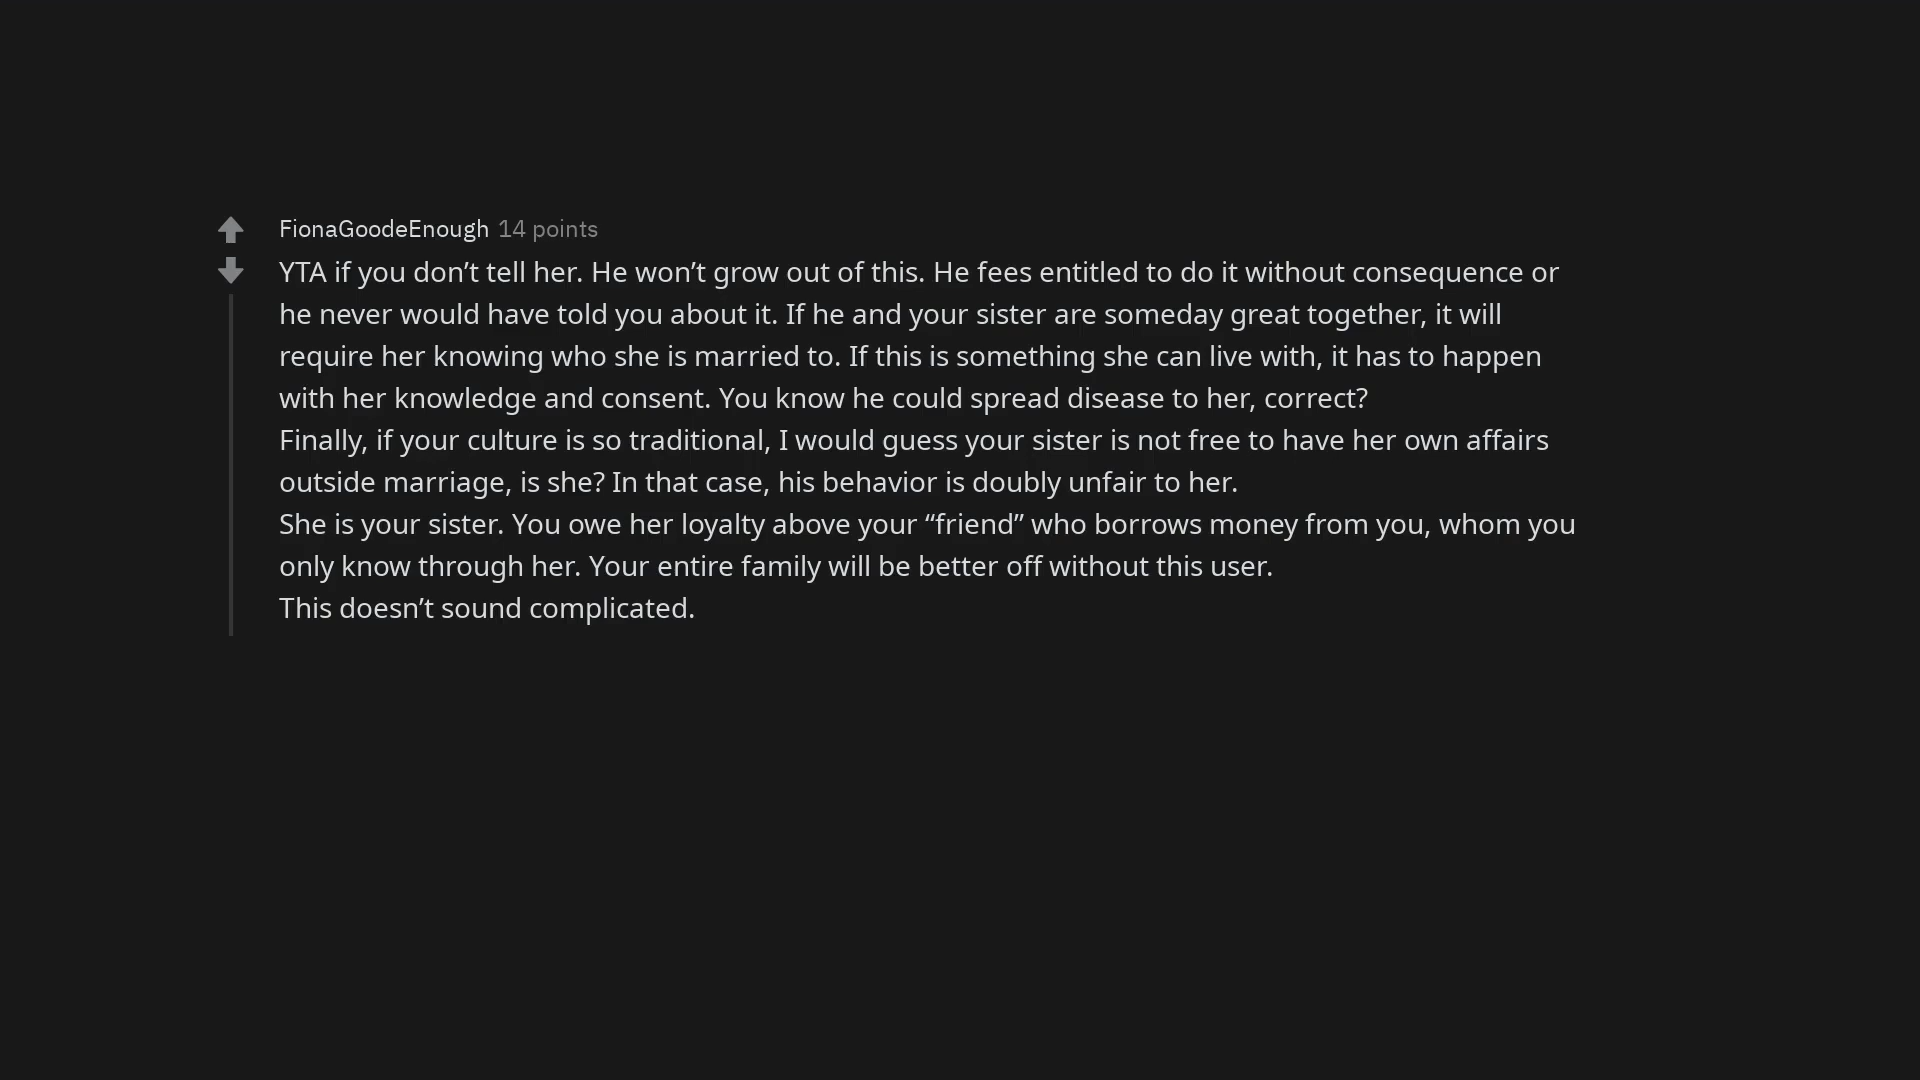 FionaGoodeEnough 14 points
YTA if you don’t tell her. He won’t grow out of this. He fees entitled to do it without consequence or
he never would have told you about it. If he and your sister are someday great together, it will
require her knowing who she is married to. If this is something she can live with, it has to happen
with her knowledge and consent. You know he could spread disease to her, correct?
Finally, if your culture is so traditional, I would guess your sister is not free to have her own affairs
outside marriage, is she? In that case, his behavior is doubly unfair to her.
She is your sister. You owe her loyalty above your “friend” who borrows money from you, whom you
only know through her. Your entire family will be better off without this user.
This doesn’t sound complicated.